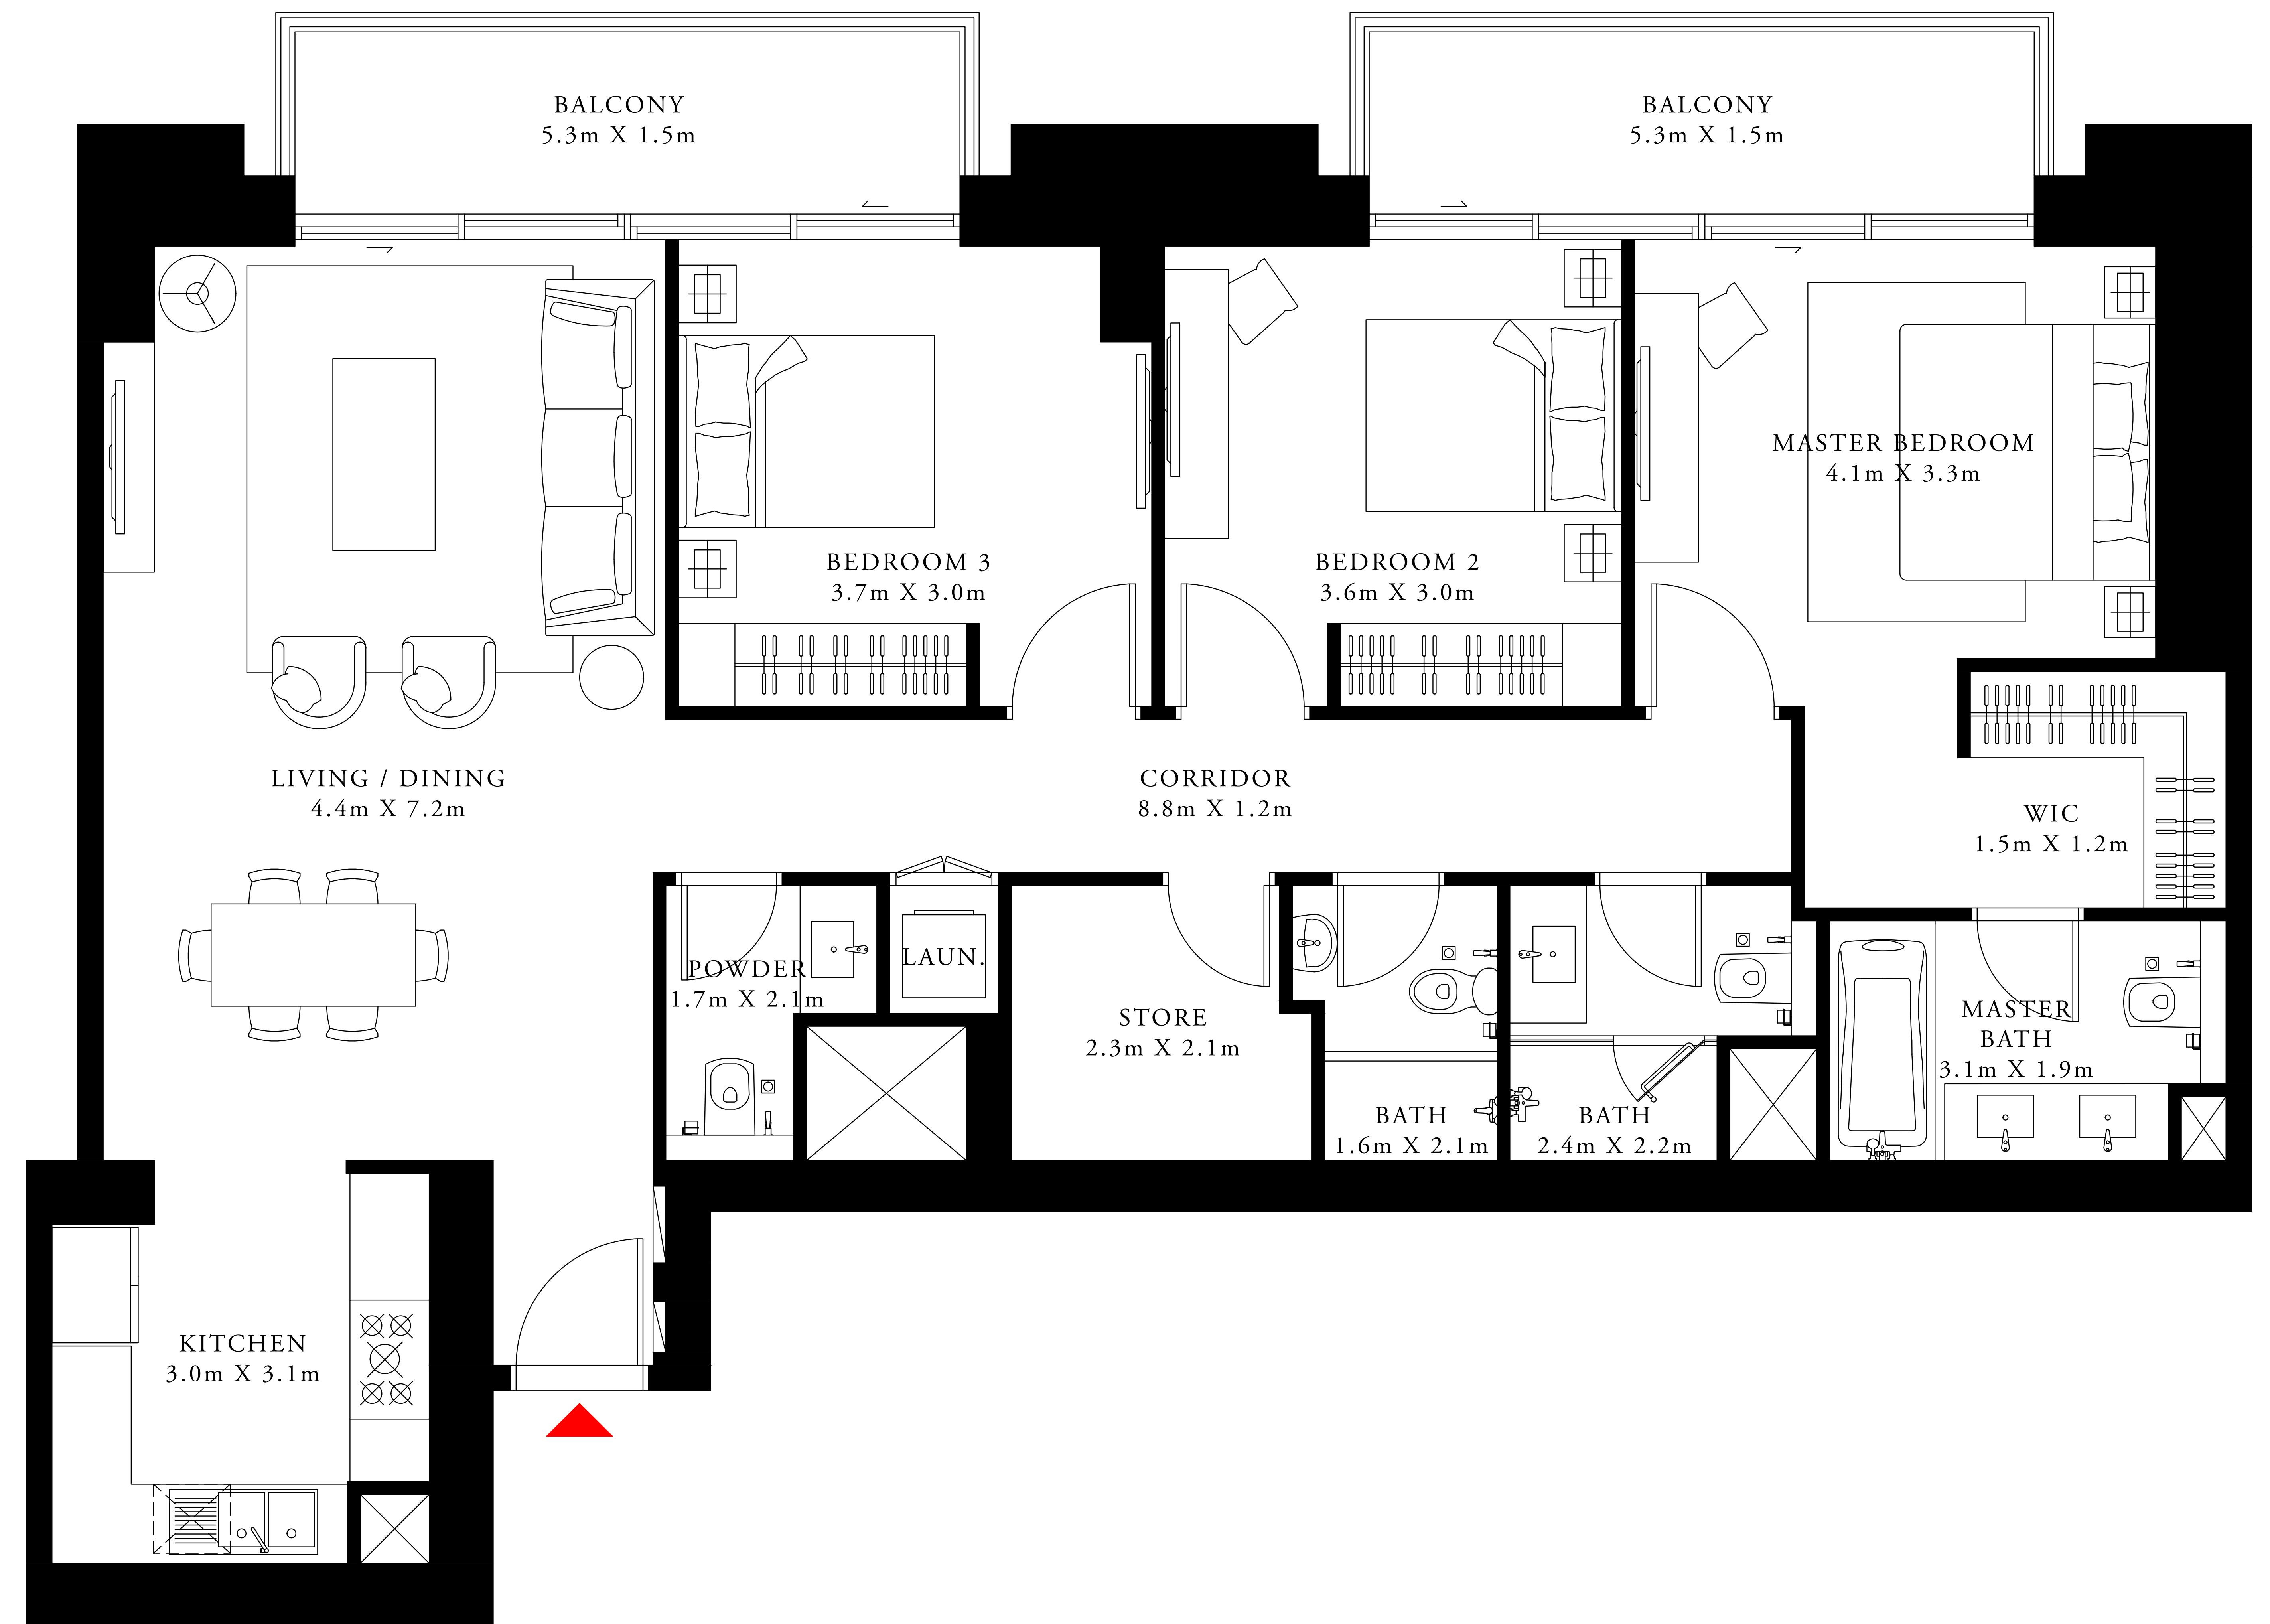 BALCONY
5.3m X 1.5m
BALCONY
5.3m X 1.5m
MASTER BEDROOM
4.1m X 3.3m
BEDROOM 3
3.7m X 3.0m
BEDROOM 2
3.6m X 3.0m
LIVING / DINING
4.4m X 7.2m
CORRIDOR
8.8m X 1.2m
WIC
1.5m X 1.2m
POWDER
1.7m X 2.1m
LAUN.
STORE
2.3m X 2.1m
BATH
1.6m X 2.1m
BATH
2.4m X 2.2m
MASTER
BATH
3.1m X 1.9m
KITCHEN
3.0m X 3.1m